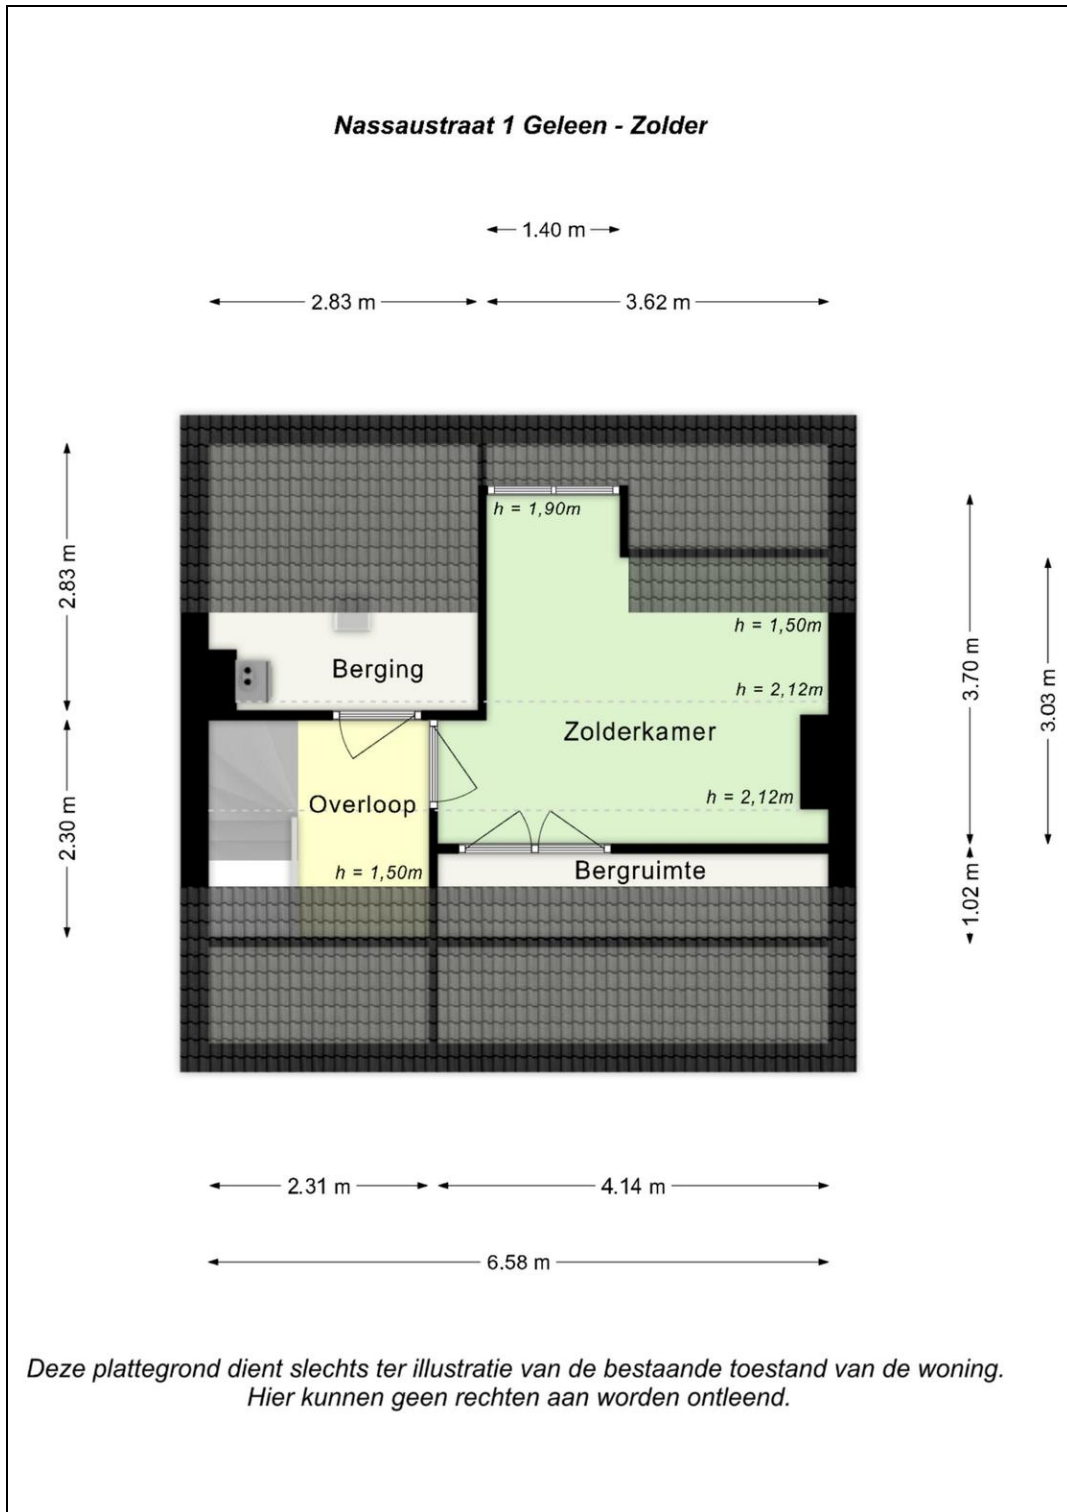 Nassaustraat 1 Geleen - Zolder
1.40 m
2.83 m
3.62 m
2.83 m
h = 1,90m
h = 1,50m
Berging
h = 2,12m
3.70 m
3.03 m
Zolderkamer
2.30 m
Overloop
h = 2,12m
h = 1,50m
Bergruimte
1.02 m
2.31 m
4.14 m
6.58 m
Deze plattegrond dient slechts ter illustratie van de bestaande toestand van de woning.
Hier kunnen geen rechten aan worden ontleend.